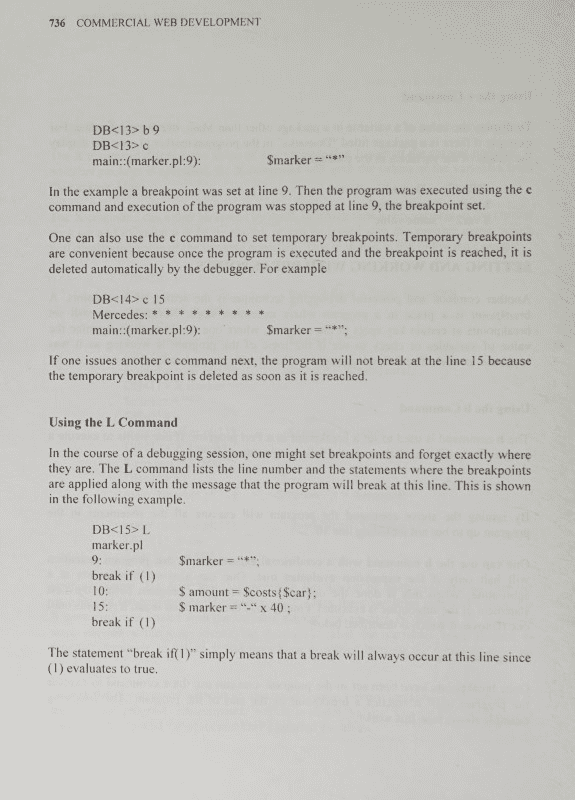 736 COMMERCIAL WEB DEVELOPMENT
DB<13> b 9
DB<13> c
main::(marker.pl:9): $marker = “*”
In the example a breakpoint was set at line 9. Then the program was executed using the c
command and execution of the program was stopped at line 9, the breakpoint set.
One can also use the c command to set temporary breakpoints. Temporary breakpoints
are convenient because once the program is executed and the breakpoint is reached, it is
deleted automatically by the debugger. For example
DB<14> c 15
Mercedes: * * * * * * * * *
main::(marker.pl:9): $marker = “*”;
If one issues another c command next, the program will not break at the line 15 because
the temporary breakpoint is deleted as soon as it is reached.
Using the L Command
In the course of a debugging session, one might set breakpoints and forget exactly where
they are. The L command lists the line number and the statements where the breakpoints
are applied along with the message that the program will break at this line. This is shown
in the following example.
DB<15> L
marker.pl
9: $marker = “*”;
break if (1)
10: $ amount = $costs{$car};
15: $ marker = “-“ x 40 ;
break if (1)
The statement “break if(1)” simply means that a break will always occur at this line since
(1) evaluates to true.